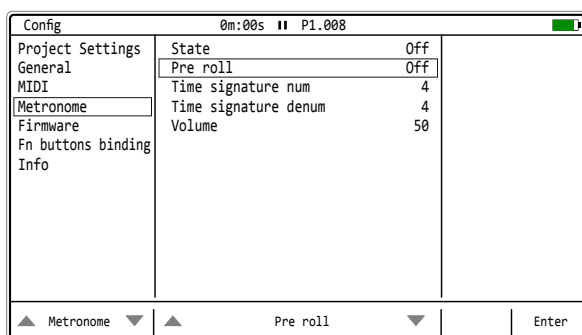 Config 0m:00s P1.008
Project Settings
General
MIDI
Metronome
Firmware
Fn buttons binding
Info
State Off
Pre roll Off
Time signature num 4
Time signature denum 4
Volume 50
Metronome Pre roll Enter